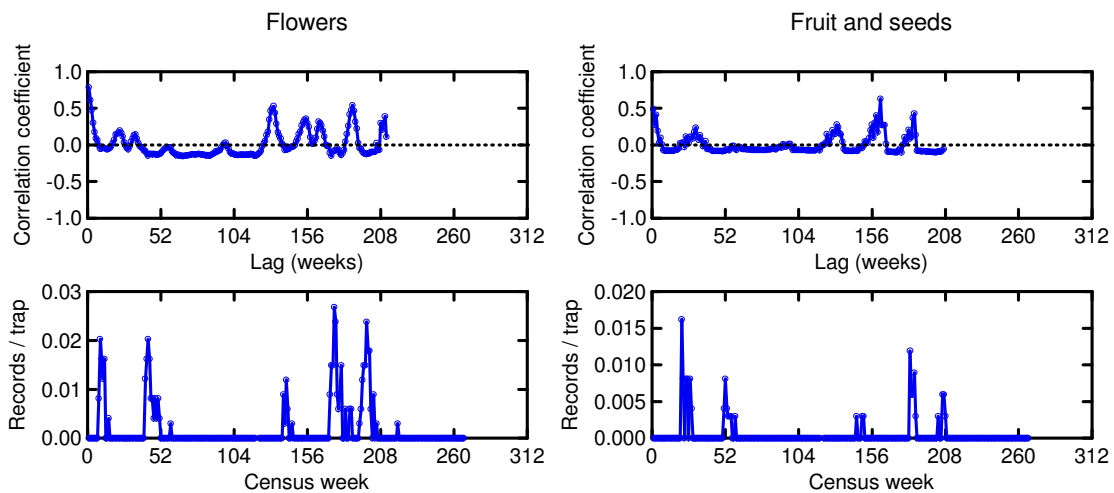 Flowers
Fruit and seeds
Correlation coefficient
1.0
0.5
0.0
-0.5
-1.0
0 52 104 156 208 260 312
Lag (weeks)
Correlation coefficient
1.0
0.5
0.0
-0.5
-1.0
0 52 104 156 208 260 312
Lag (weeks)
Records / trap
0.03
0.02
0.01
0.00
0 52 104 156 208 260 312
Census week
Records / trap
0.020
0.015
0.010
0.005
0.000
0 52 104 156 208 260 312
Census week